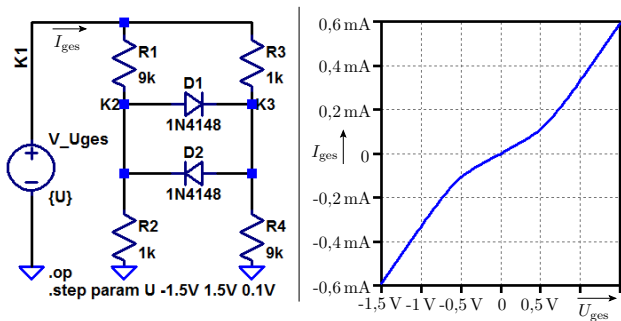 K1
I_ges
R1
9k
R3
1k
D1
K2
K3
1N4148
V_Uges
D2
1N4148
{U}
R2
1k
R4
9k
.op
.step param U -1.5V 1.5V 0.1V
0,6 mA
0,4 mA
0,2 mA
I_ges
0
-0,2 mA
-0,4 mA
-0,6 mA
-1,5 V -1 V -0,5 V 0 0,5 V U_ges